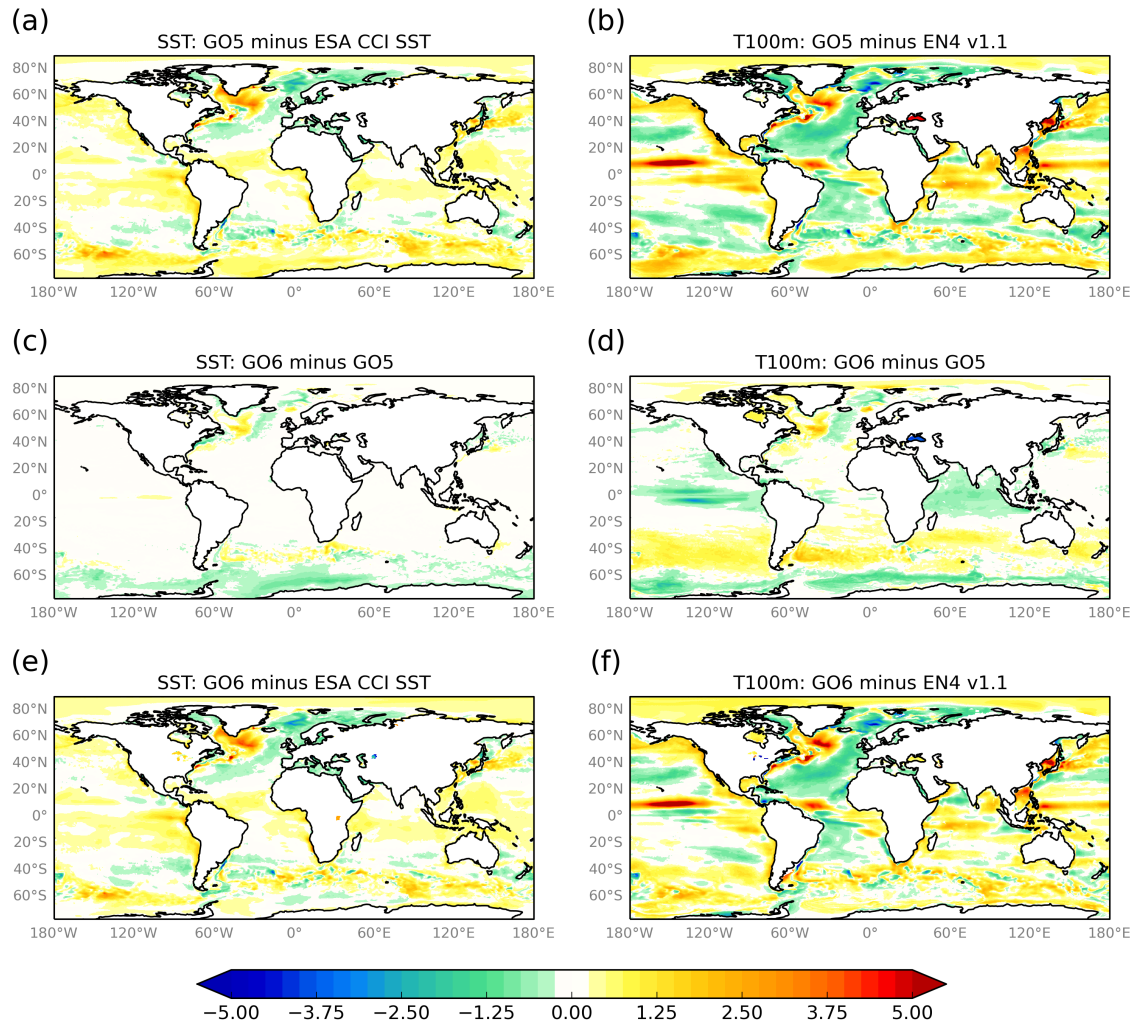 (a)
SST: GO5 minus ESA CCI SST
80°N
60°N
40°N
20°N
0°
20°S
40°S
60°S
180°W 120°W 60°W 0° 60°E 120°E 180°E
(b)
T100m: GO5 minus EN4 v1.1
80°N
60°N
40°N
20°N
0°
20°S
40°S
60°S
180°W 120°W 60°W 0° 60°E 120°E 180°E
(c)
SST: GO6 minus GO5
80°N
60°N
40°N
20°N
0°
20°S
40°S
60°S
180°W 120°W 60°W 0° 60°E 120°E 180°E
(d)
T100m: GO6 minus GO5
80°N
60°N
40°N
20°N
0°
20°S
40°S
60°S
180°W 120°W 60°W 0° 60°E 120°E 180°E
(e)
SST: GO6 minus ESA CCI SST
80°N
60°N
40°N
20°N
0°
20°S
40°S
60°S
180°W 120°W 60°W 0° 60°E 120°E 180°E
(f)
T100m: GO6 minus EN4 v1.1
80°N
60°N
40°N
20°N
0°
20°S
40°S
60°S
180°W 120°W 60°W 0° 60°E 120°E 180°E
−5.00 −3.75 −2.50 −1.25 0.00 1.25 2.50 3.75 5.00